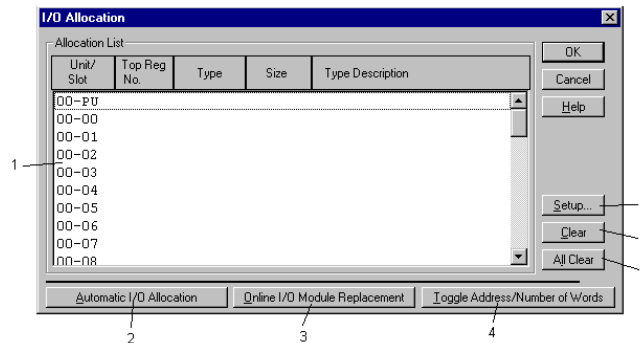 I/O Allocation
Allocation List
Unit/ Slot
Top Reg No.
Type
Size
Type Description
00-PU
00-00
00-01
00-02
00-03
00-04
00-05
00-06
00-07
00-08
OK
Cancel
Help
Setup...
Clear
All Clear
Automatic I/O Allocation
Online I/O Module Replacement
Toggle Address/Number of Words
1
2
3
4